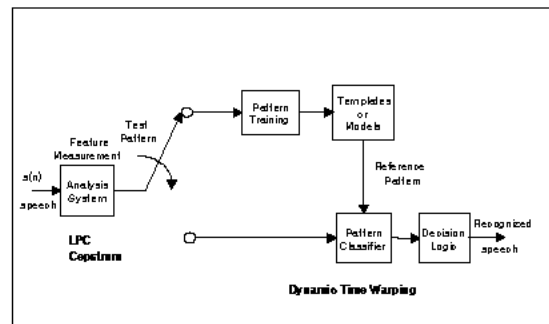 Templates
or
Models
Pattern
Training
Test
Pattern
Feature
Measurement
Reference
Pattern
s(n)
speech
Analysis
System
Pattern
Classifier
Decision
Logic
Recognized
speech
LPC
Cepstrum
Dynamic Time Warping